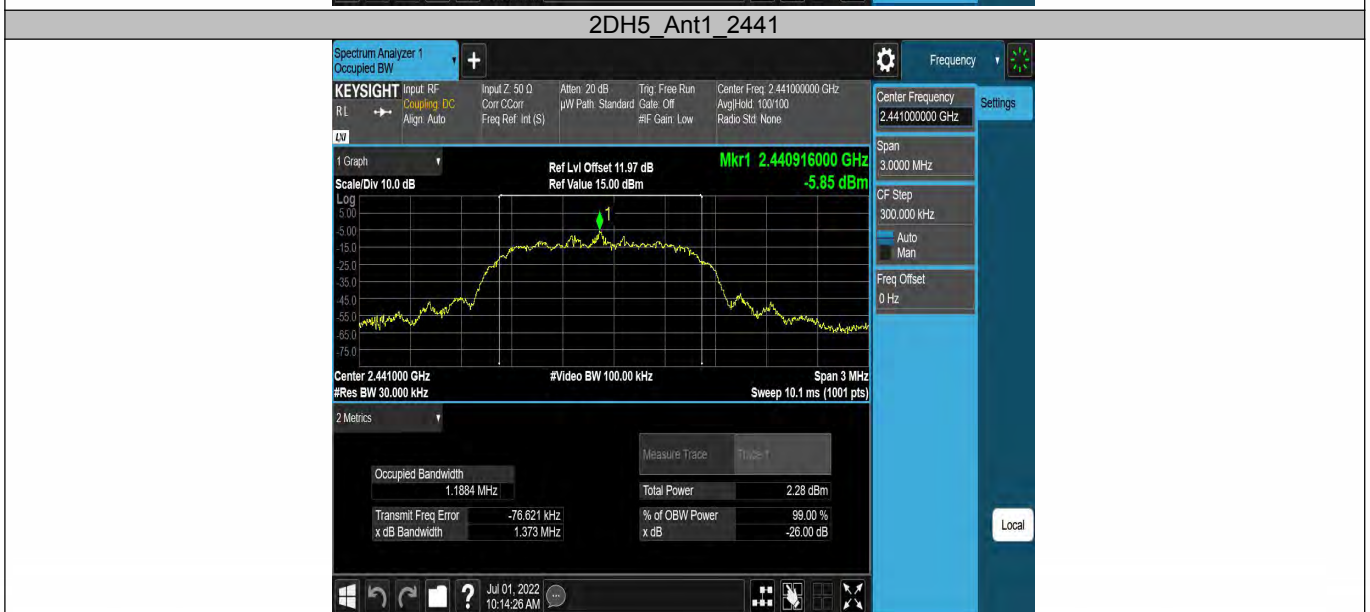 2DH5_Ant1_2441
Spectrum Analyzer 1
Occupied BW
+
Frequency
KEYSIGHT
Input: RF
Input Z: 50 Ω
Atten: 20 dB
Trig: Free Run
Center Freq: 2.441000000 GHz
R L
Coupling: DC
Corr CCorr
µW Path: Standard
Gate: Off
Avg|Hold: 100/100
Align: Auto
Freq Ref: Int (S)
#IF Gain: Low
Radio Std: None
LXI
Center Frequency
2.441000000 GHz
Settings
Span
3.0000 MHz
CF Step
300.000 kHz
Auto
Man
Freq Offset
0 Hz
Local
1 Graph
Ref Lvl Offset 11.97 dB
Mkr1 2.440916000 GHz
Scale/Div 10.0 dB
Ref Value 15.00 dBm
-5.85 dBm
Log
5.00
-5.00
-15.0
-25.0
-35.0
-45.0
-55.0
-65.0
-75.0
1
Center 2.441000 GHz
#Video BW 100.00 kHz
Span 3 MHz
#Res BW 30.000 kHz
Sweep 10.1 ms (1001 pts)
2 Metrics
Measure Trace
Trace 1
Occupied Bandwidth
1.1884 MHz
Total Power
2.28 dBm
Transmit Freq Error
-76.621 kHz
% of OBW Power
99.00 %
x dB Bandwidth
1.373 MHz
x dB
-26.00 dB
?
Jul 01, 2022
10:14:26 AM